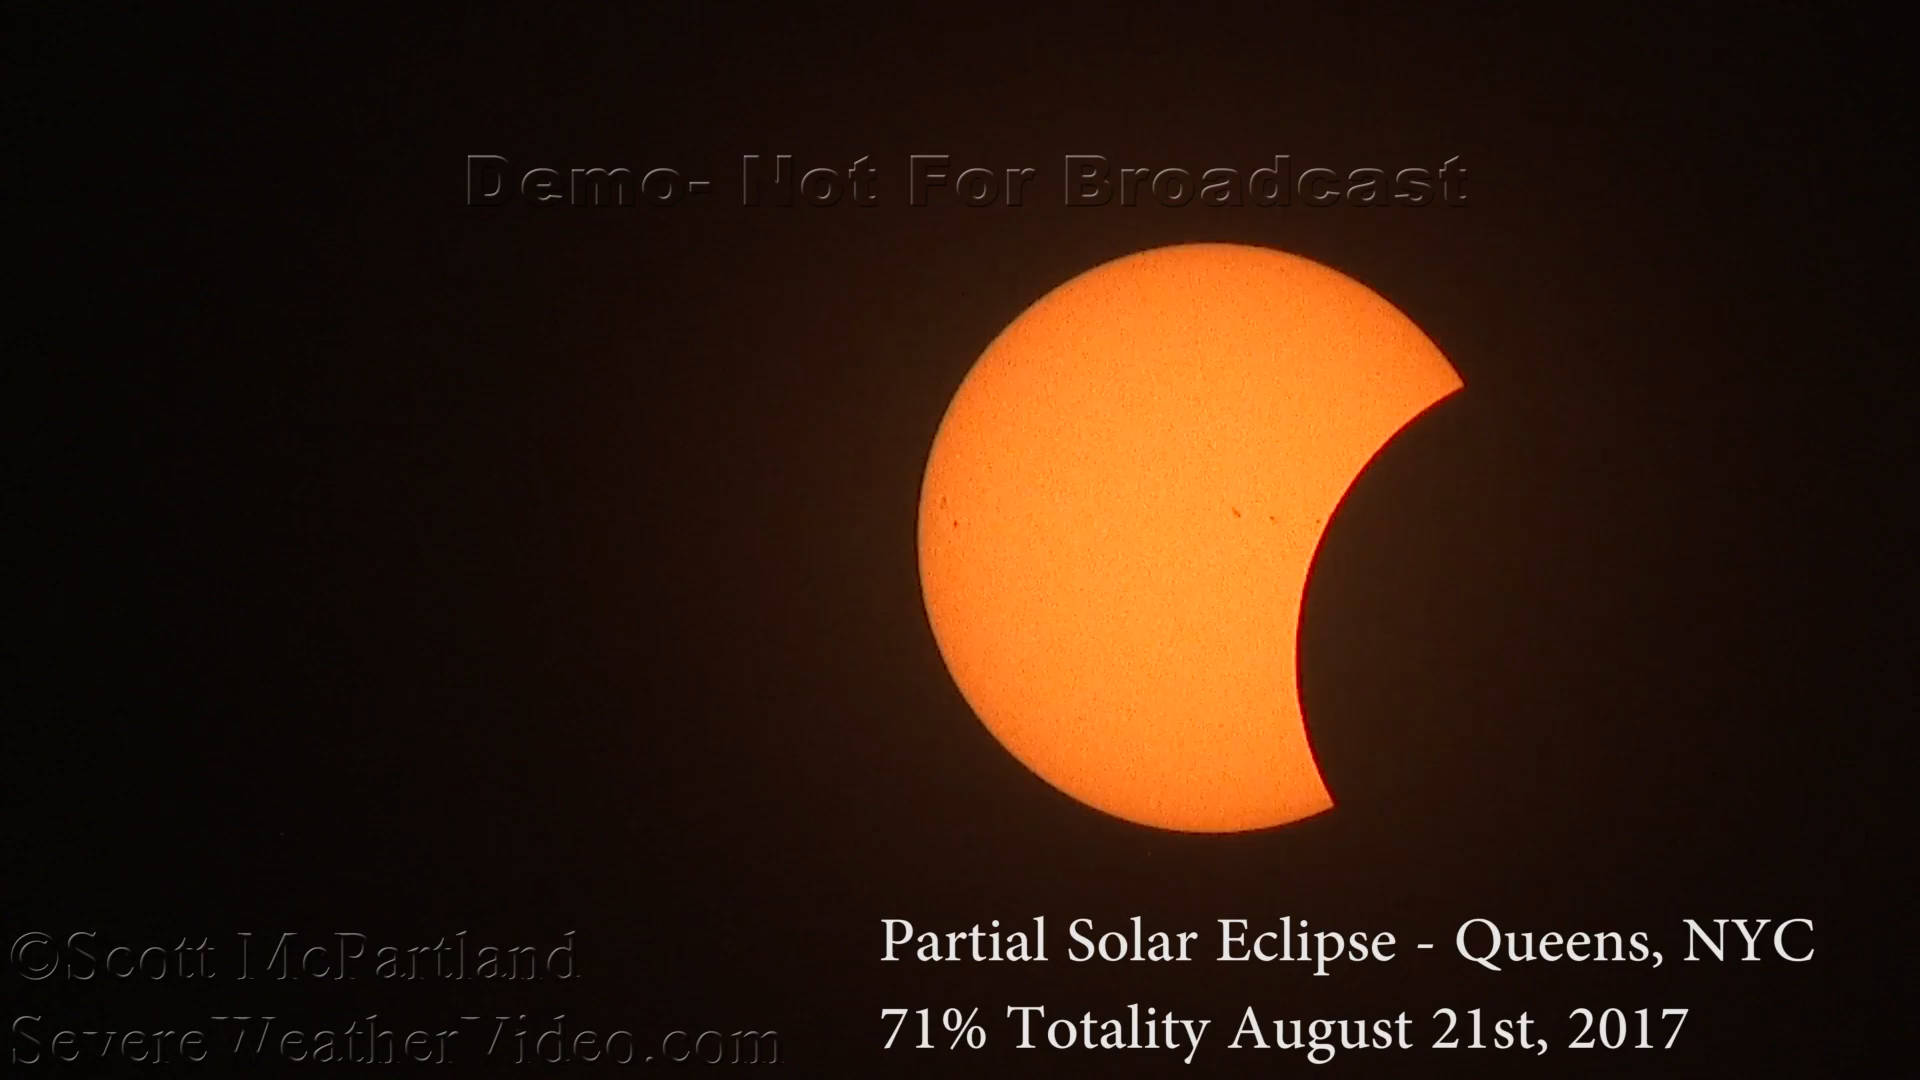 Demo- Not For Broadcast
©Scott McPartland
SevereWeatherVideo.com
Partial Solar Eclipse - Queens, NYC
71% Totality August 21st, 2017